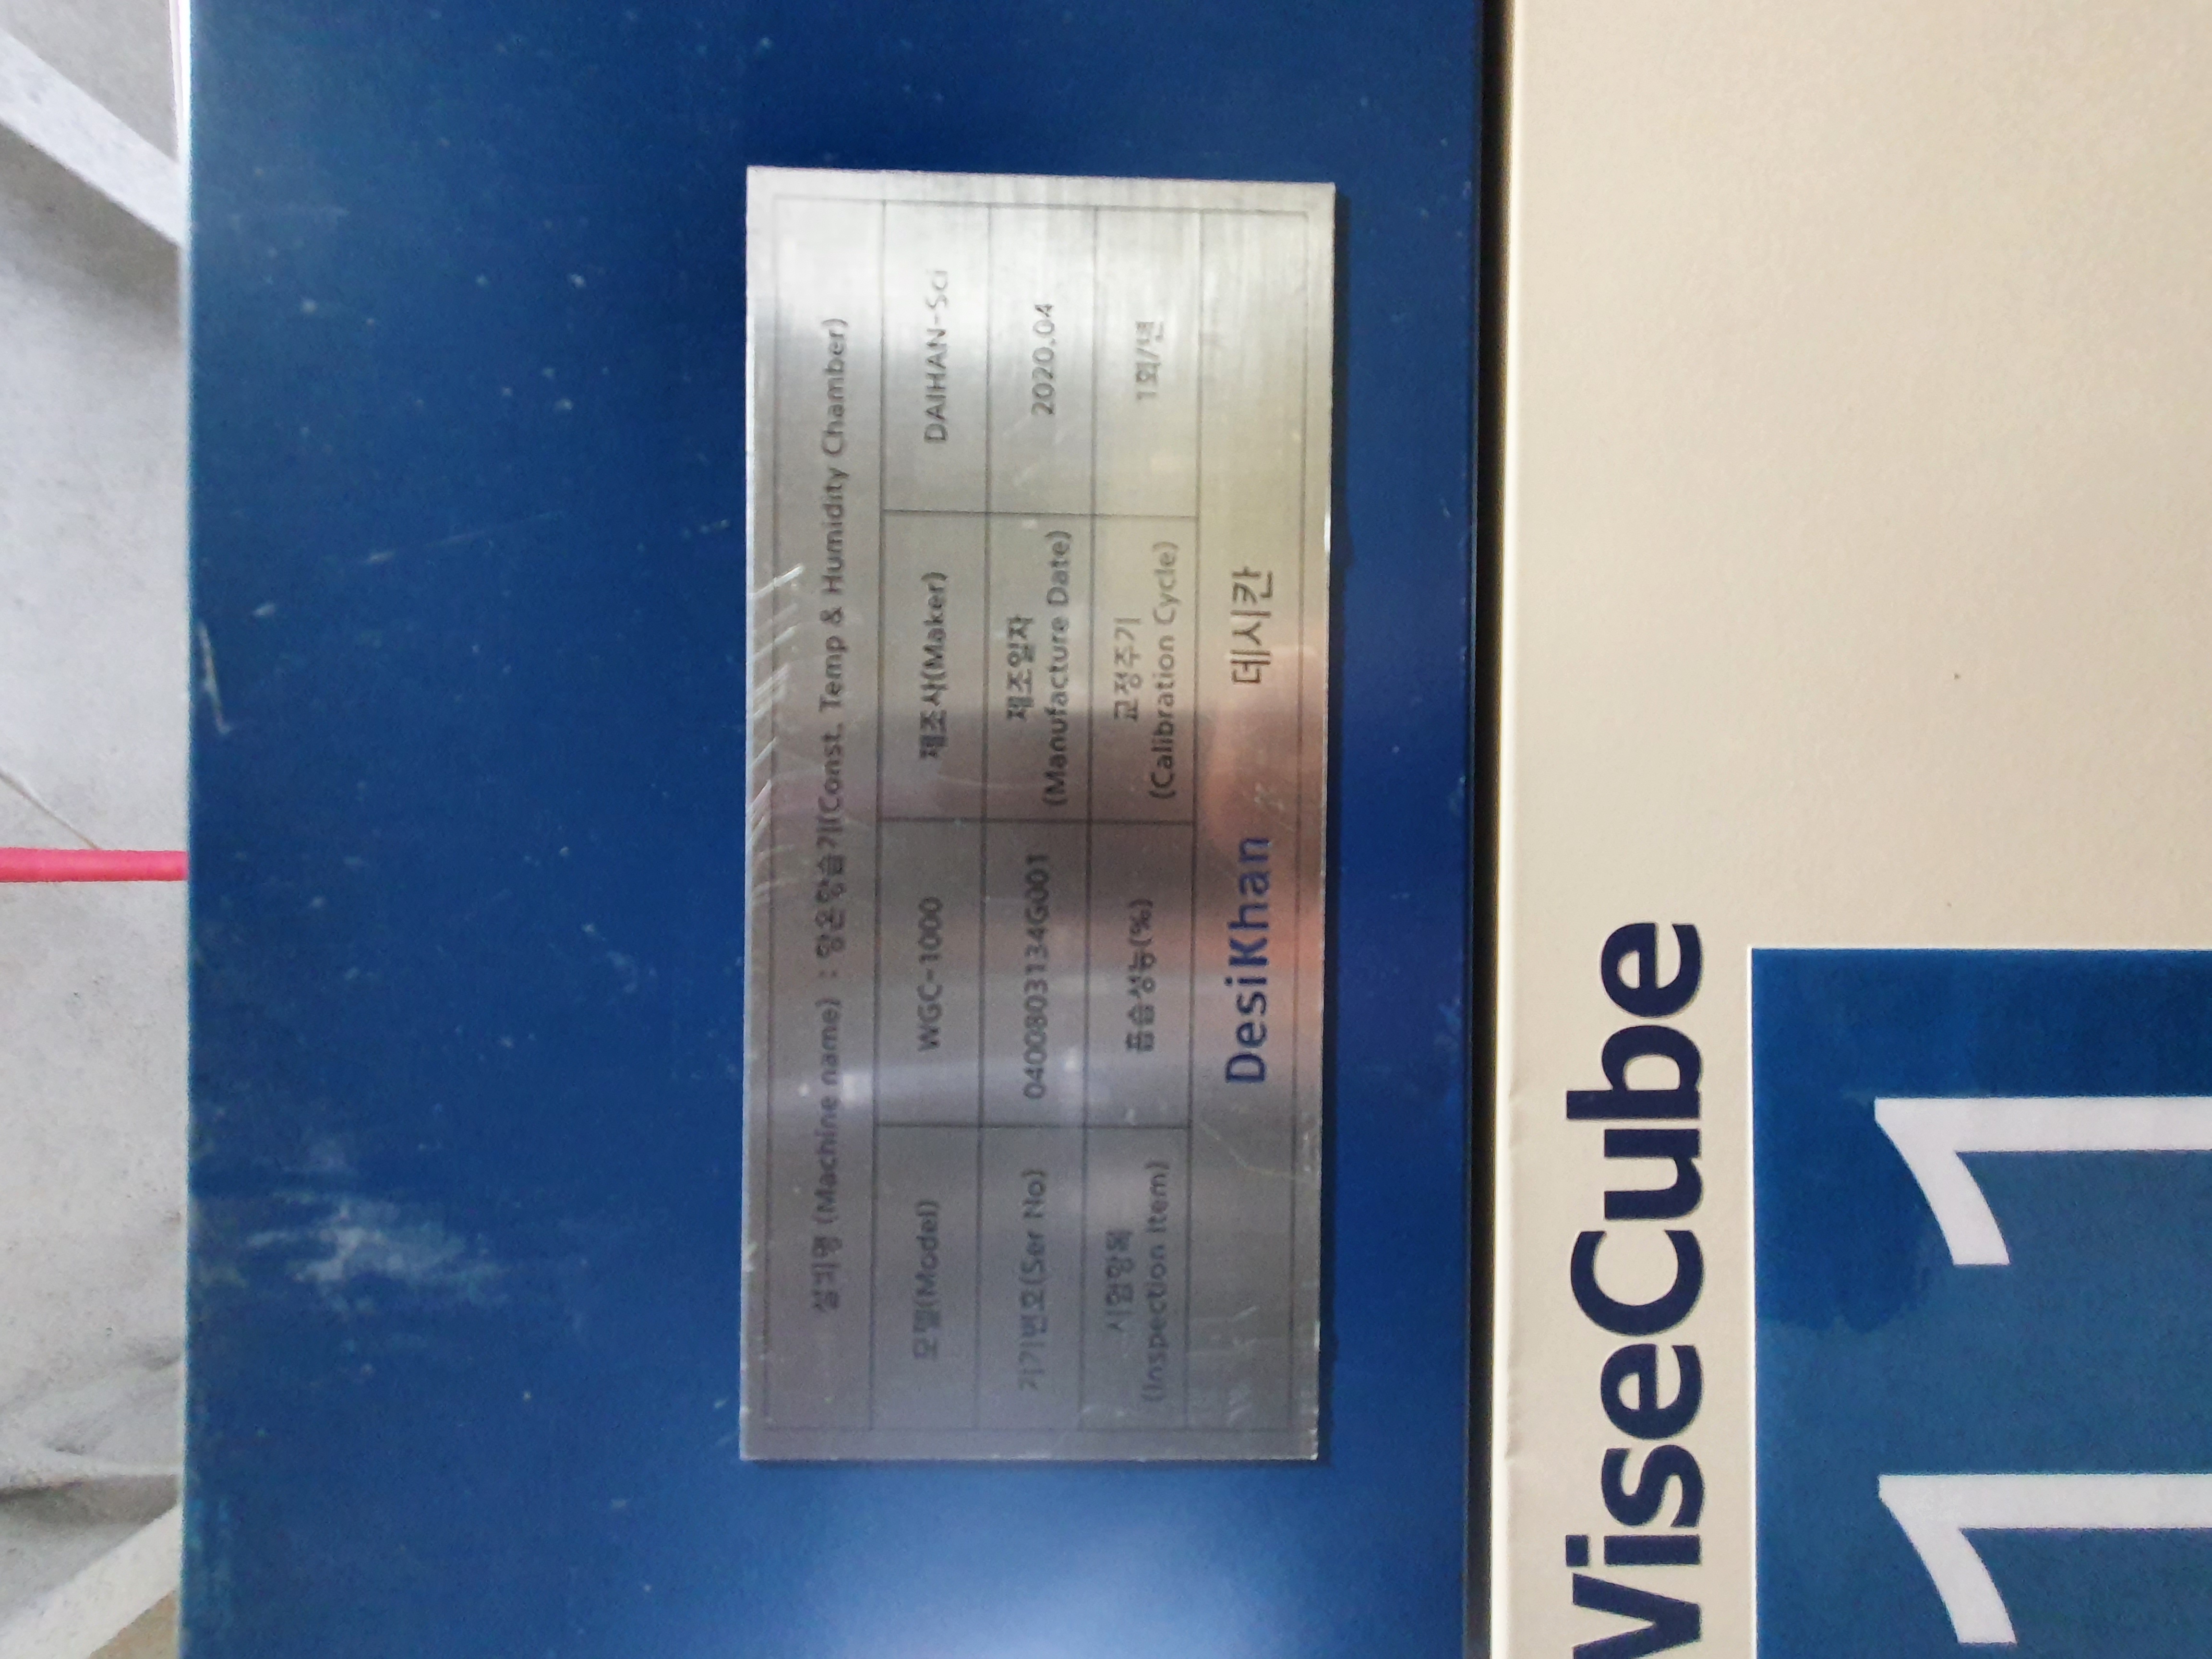 설비명 (Machine name) : 항온항습기(Const. Temp & Humidity Chamber)
모델(Model) WGC-1000 제조사(Maker) DAIHAN-Sci
기기번호(Ser No) 0400803134G001 제조일자
(Manufacture Date) 2020.04
시험항목
(Inspection Item) 흡습성능(%) 교정주기
(Calibration Cycle) 1회/년
DesiKhan 데시칸
ViseCube
11